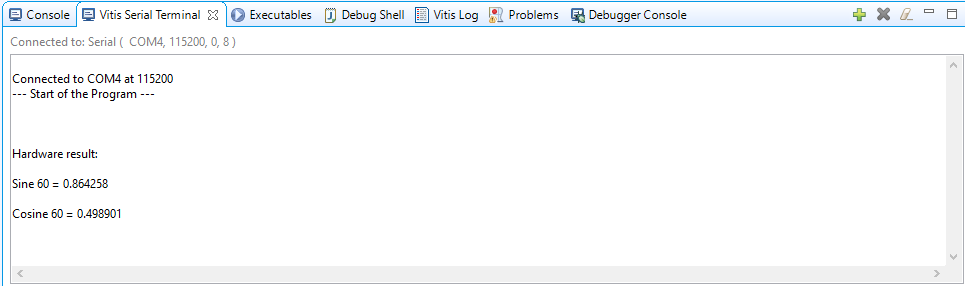 Console Vitis Serial Terminal Executables Debug Shell Vitis Log Problems Debugger Console
Connected to: Serial ( COM4, 115200, 0, 8 )
Connected to COM4 at 115200
--- Start of the Program ---
Hardware result:
Sine 60 = 0.864258
Cosine 60 = 0.498901